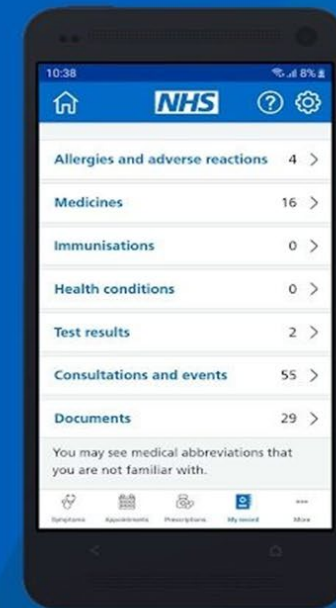 10:38 8%
NHS
Allergies and adverse reactions 4
Medicines 16
Immunisations 0
Health conditions 0
Test results 2
Consultations and events 55
Documents 29
You may see medical abbreviations that
you are not familiar with.
Symptoms Appointments Prescriptions My record More